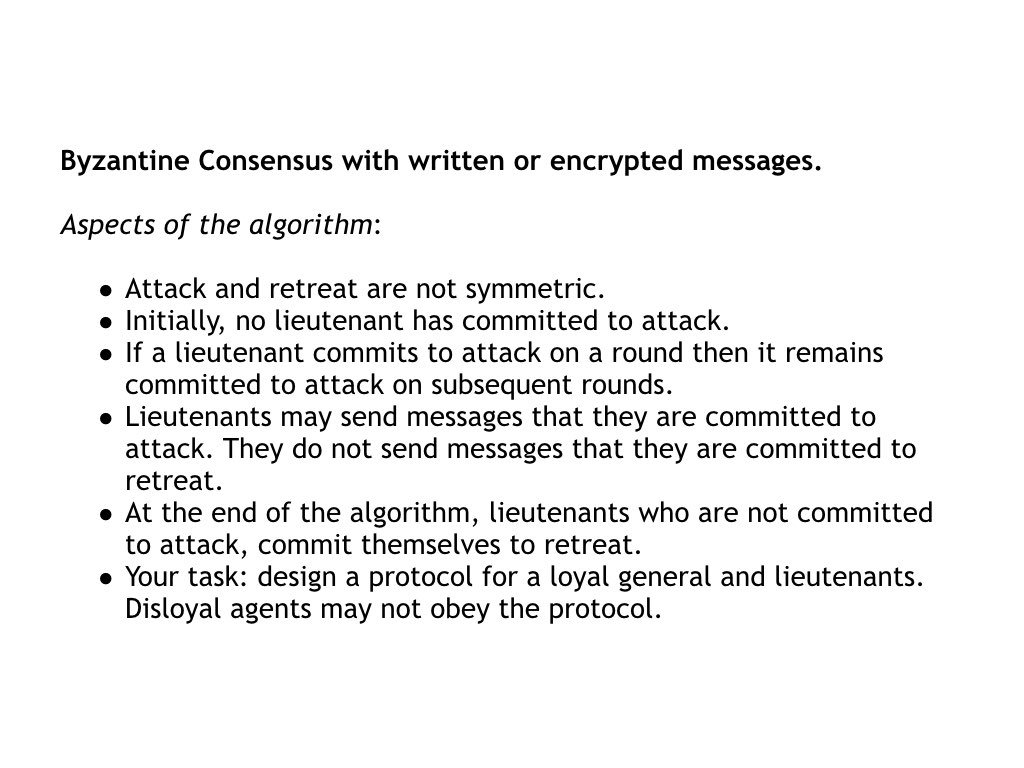 Byzantine Consensus with written or encrypted messages.
Aspects of the algorithm:
● Attack and retreat are not symmetric.
● Initially, no lieutenant has committed to attack.
● If a lieutenant commits to attack on a round then it remains
committed to attack on subsequent rounds.
● Lieutenants may send messages that they are committed to
attack. They do not send messages that they are committed to
retreat.
● At the end of the algorithm, lieutenants who are not committed
to attack, commit themselves to retreat.
● Your task: design a protocol for a loyal general and lieutenants.
Disloyal agents may not obey the protocol.